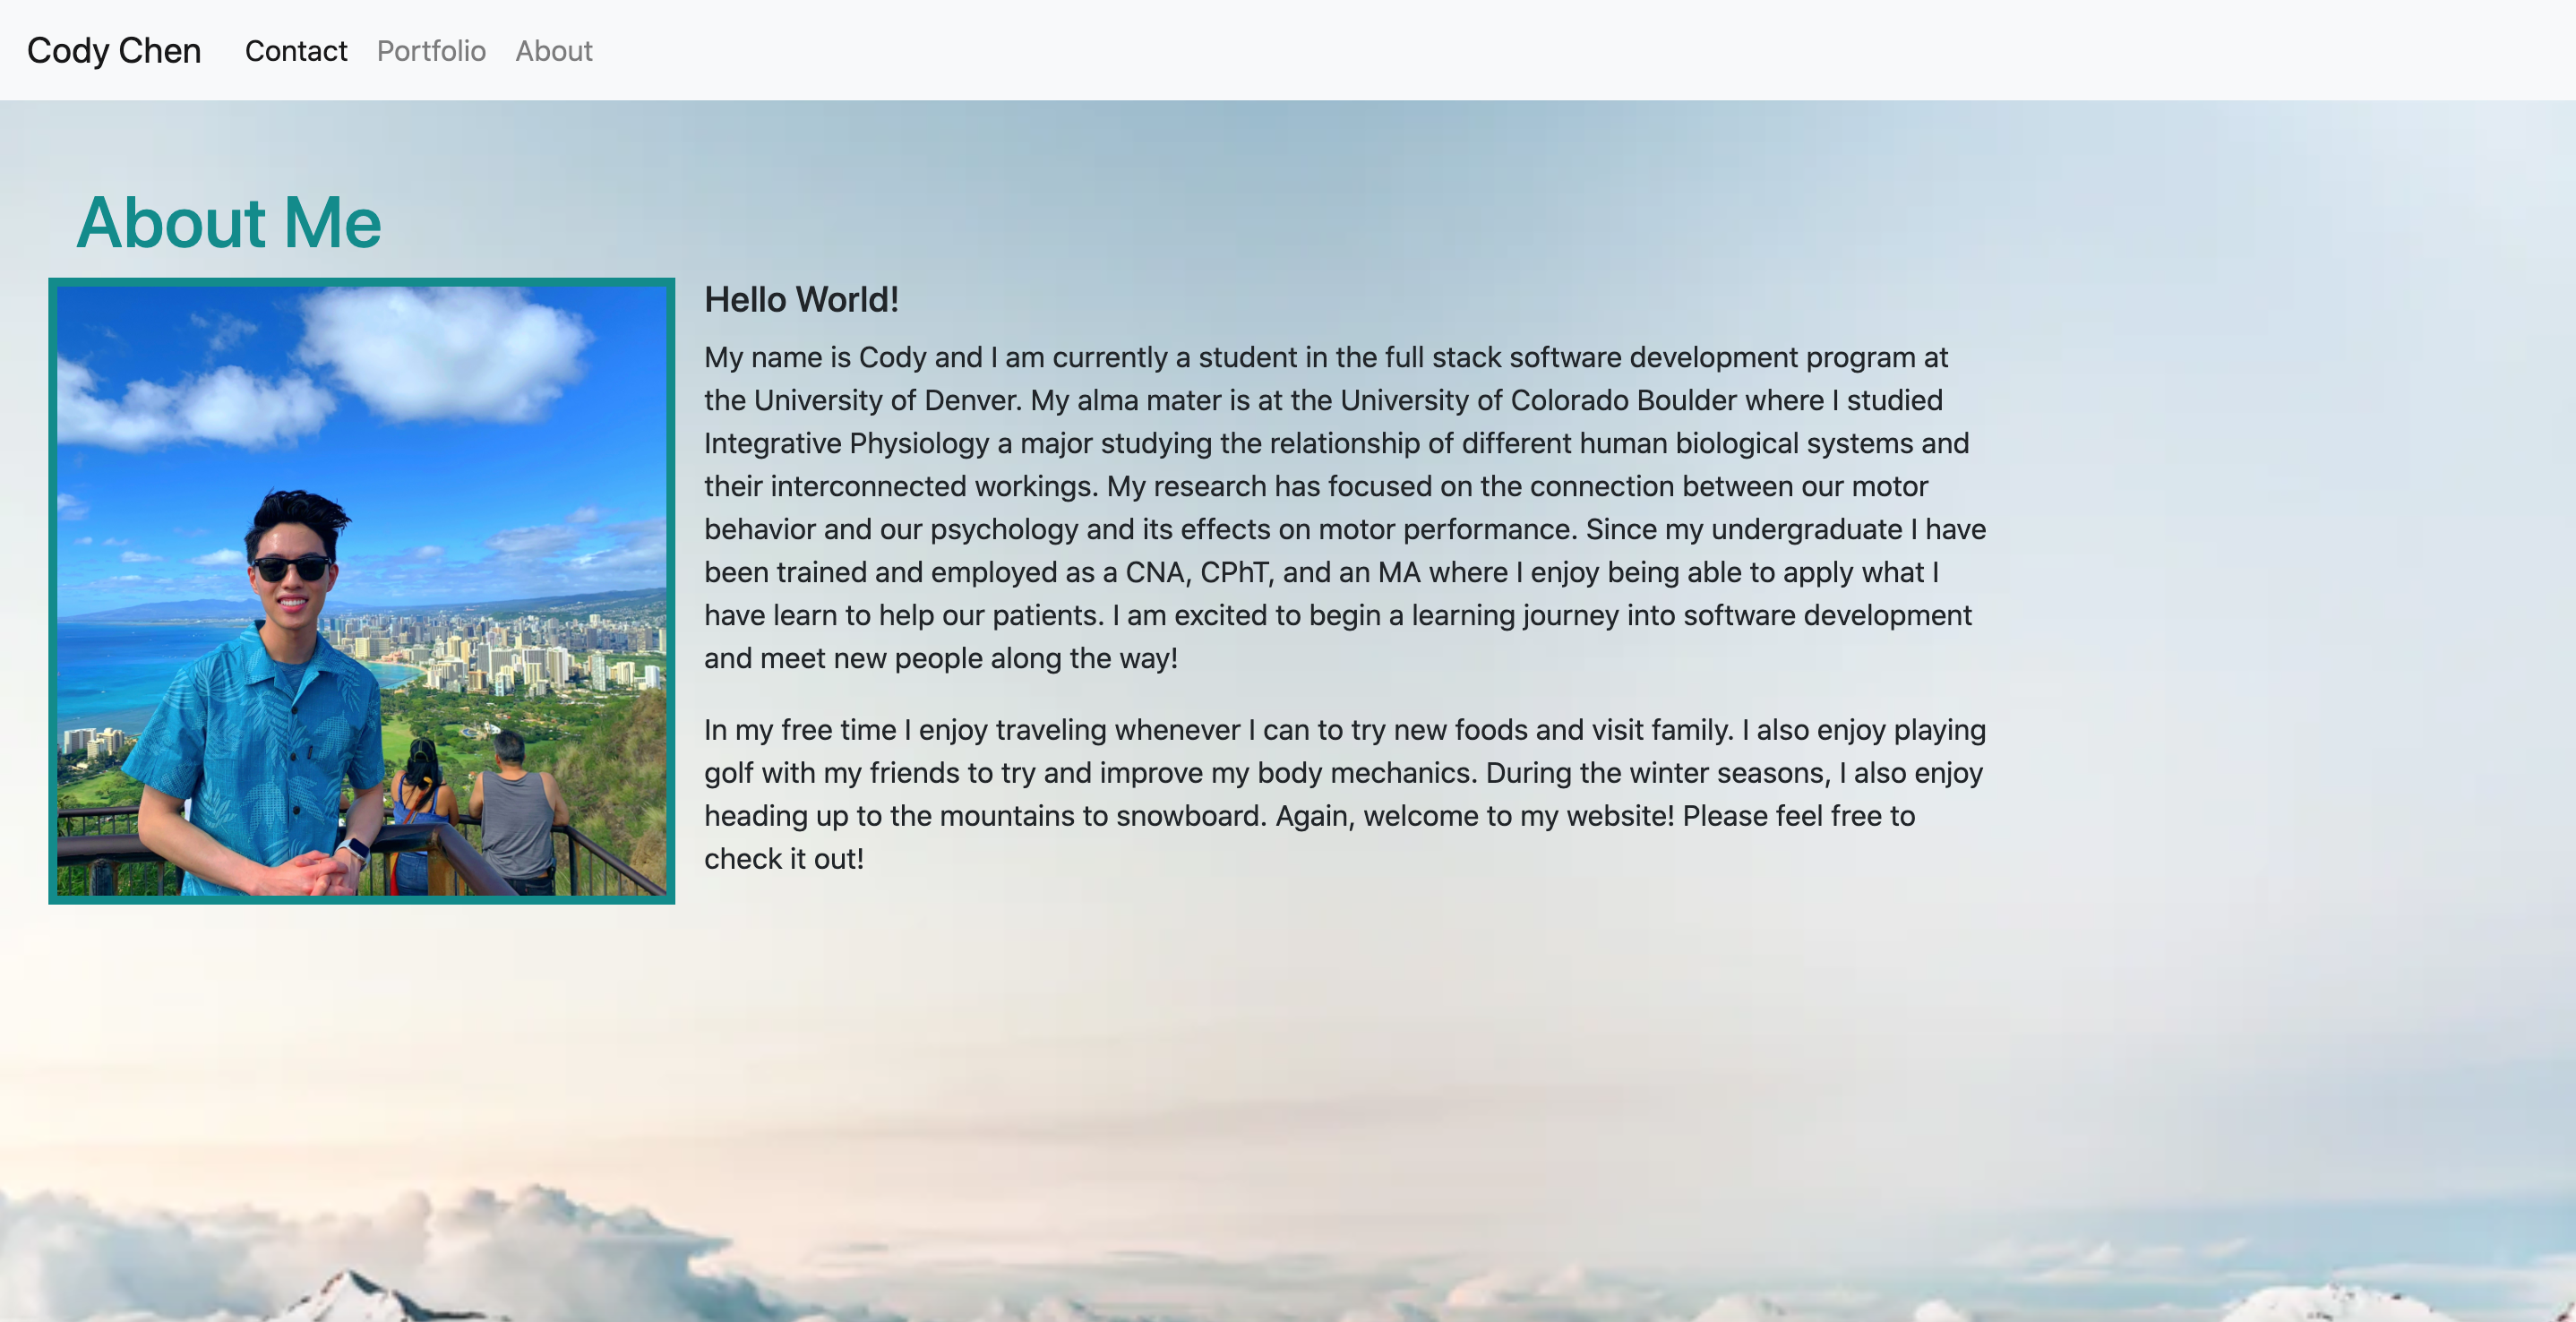 Cody Chen Contact Portfolio About
About Me
Hello World!
My name is Cody and I am currently a student in the full stack software development program at
the University of Denver. My alma mater is at the University of Colorado Boulder where I studied
Integrative Physiology a major studying the relationship of different human biological systems and
their interconnected workings. My research has focused on the connection between our motor
behavior and our psychology and its effects on motor performance. Since my undergraduate I have
been trained and employed as a CNA, CPhT, and an MA where I enjoy being able to apply what I
have learn to help our patients. I am excited to begin a learning journey into software development
and meet new people along the way!
In my free time I enjoy traveling whenever I can to try new foods and visit family. I also enjoy playing
golf with my friends to try and improve my body mechanics. During the winter seasons, I also enjoy
heading up to the mountains to snowboard. Again, welcome to my website! Please feel free to
check it out!